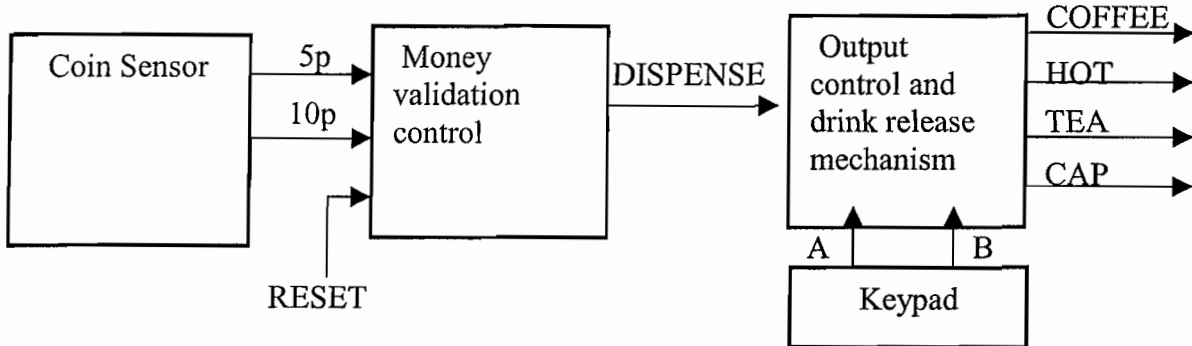 Coin Sensor
5p
10p
RESET
Money
validation
control
DISPENSE
Output
control and
drink release
mechanism
COFFEE
HOT
TEA
CAP
A
B
Keypad